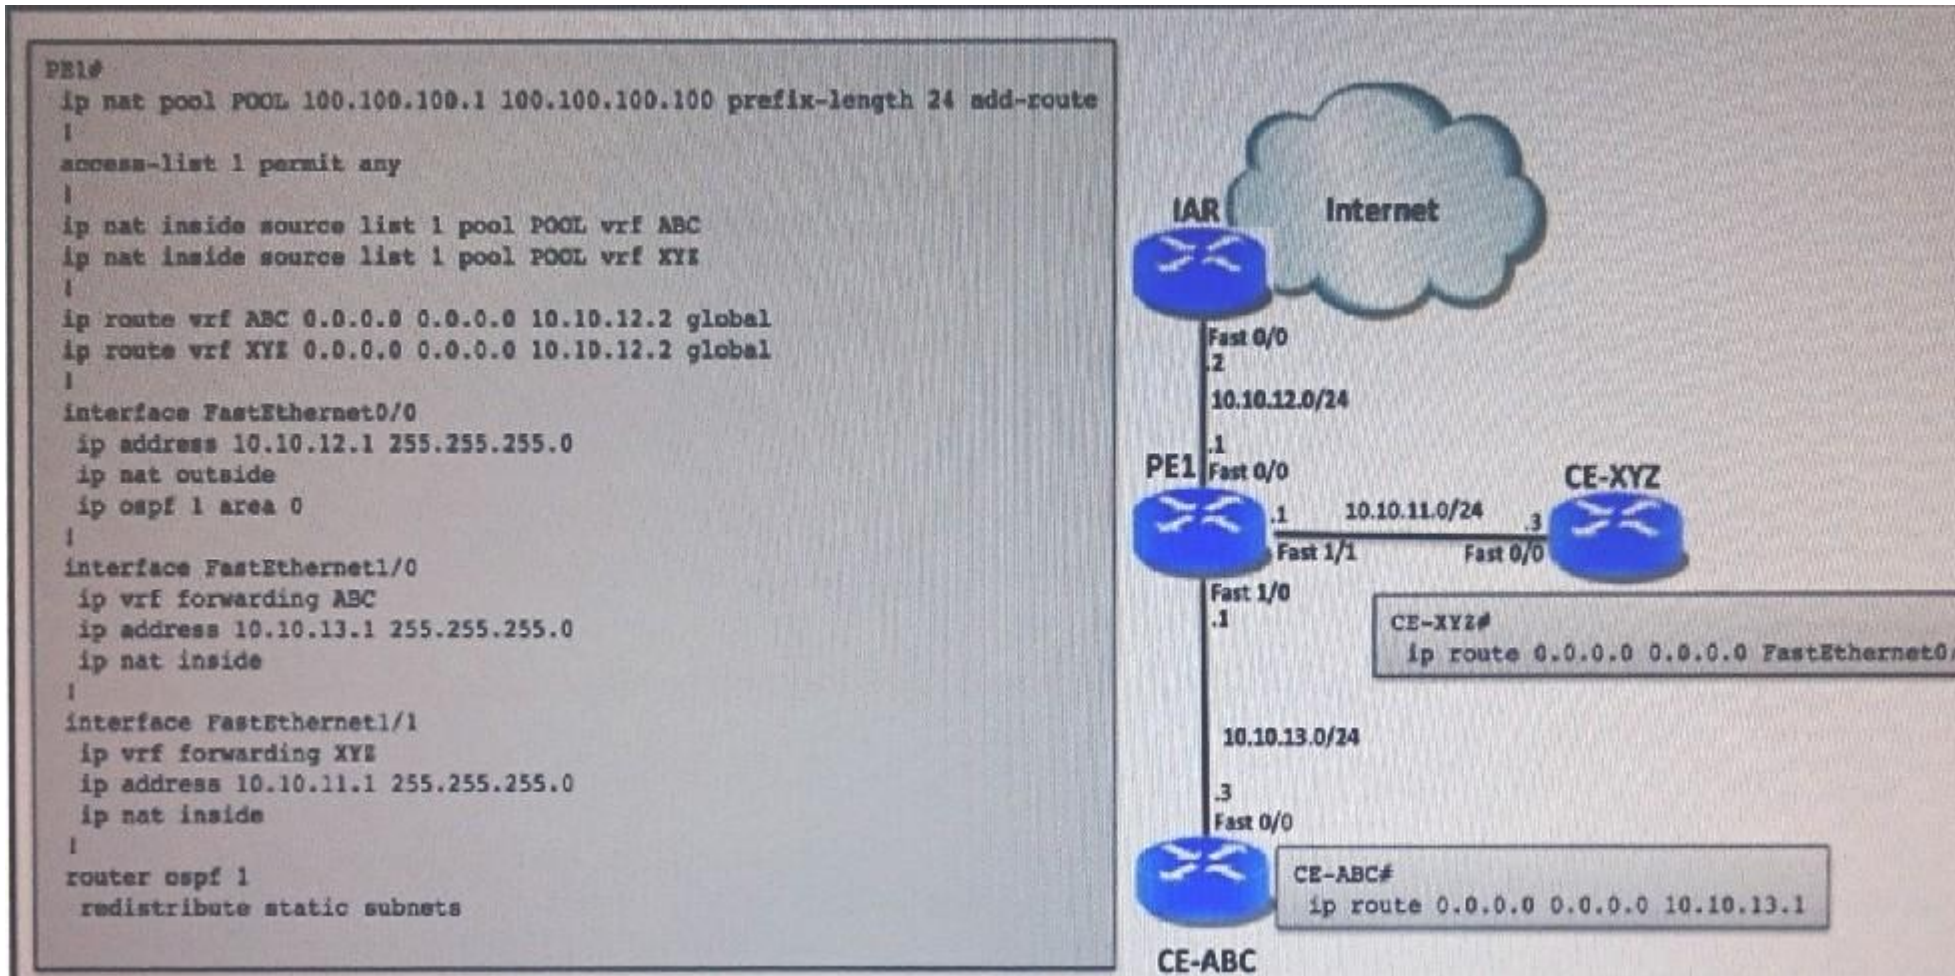 PE1#
ip nat pool POOL 100.100.100.1 100.100.100.100 prefix-length 24 add-route
!
access-list 1 permit any
!
ip nat inside source list 1 pool POOL vrf ABC
ip nat inside source list 1 pool POOL vrf XYZ
!
ip route vrf ABC 0.0.0.0 0.0.0.0 10.10.12.2 global
ip route vrf XYZ 0.0.0.0 0.0.0.0 10.10.12.2 global
!
interface FastEthernet0/0
ip address 10.10.12.1 255.255.255.0
ip nat outside
ip ospf 1 area 0
!
interface FastEthernet1/0
ip vrf forwarding ABC
ip address 10.10.13.1 255.255.255.0
ip nat inside
!
interface FastEthernet1/1
ip vrf forwarding XYZ
ip address 10.10.11.1 255.255.255.0
ip nat inside
!
router ospf 1
redistribute static subnets
IAR
Internet
Fast 0/0
.2
10.10.12.0/24
.1
PE1
Fast 0/0
CE-XYZ
.1
10.10.11.0/24
.3
Fast 1/1
Fast 0/0
Fast 1/0
.1
CE-XYZ#
ip route 0.0.0.0 0.0.0.0 FastEthernet0/
10.10.13.0/24
.3
Fast 0/0
CE-ABC#
ip route 0.0.0.0 0.0.0.0 10.10.13.1
CE-ABC